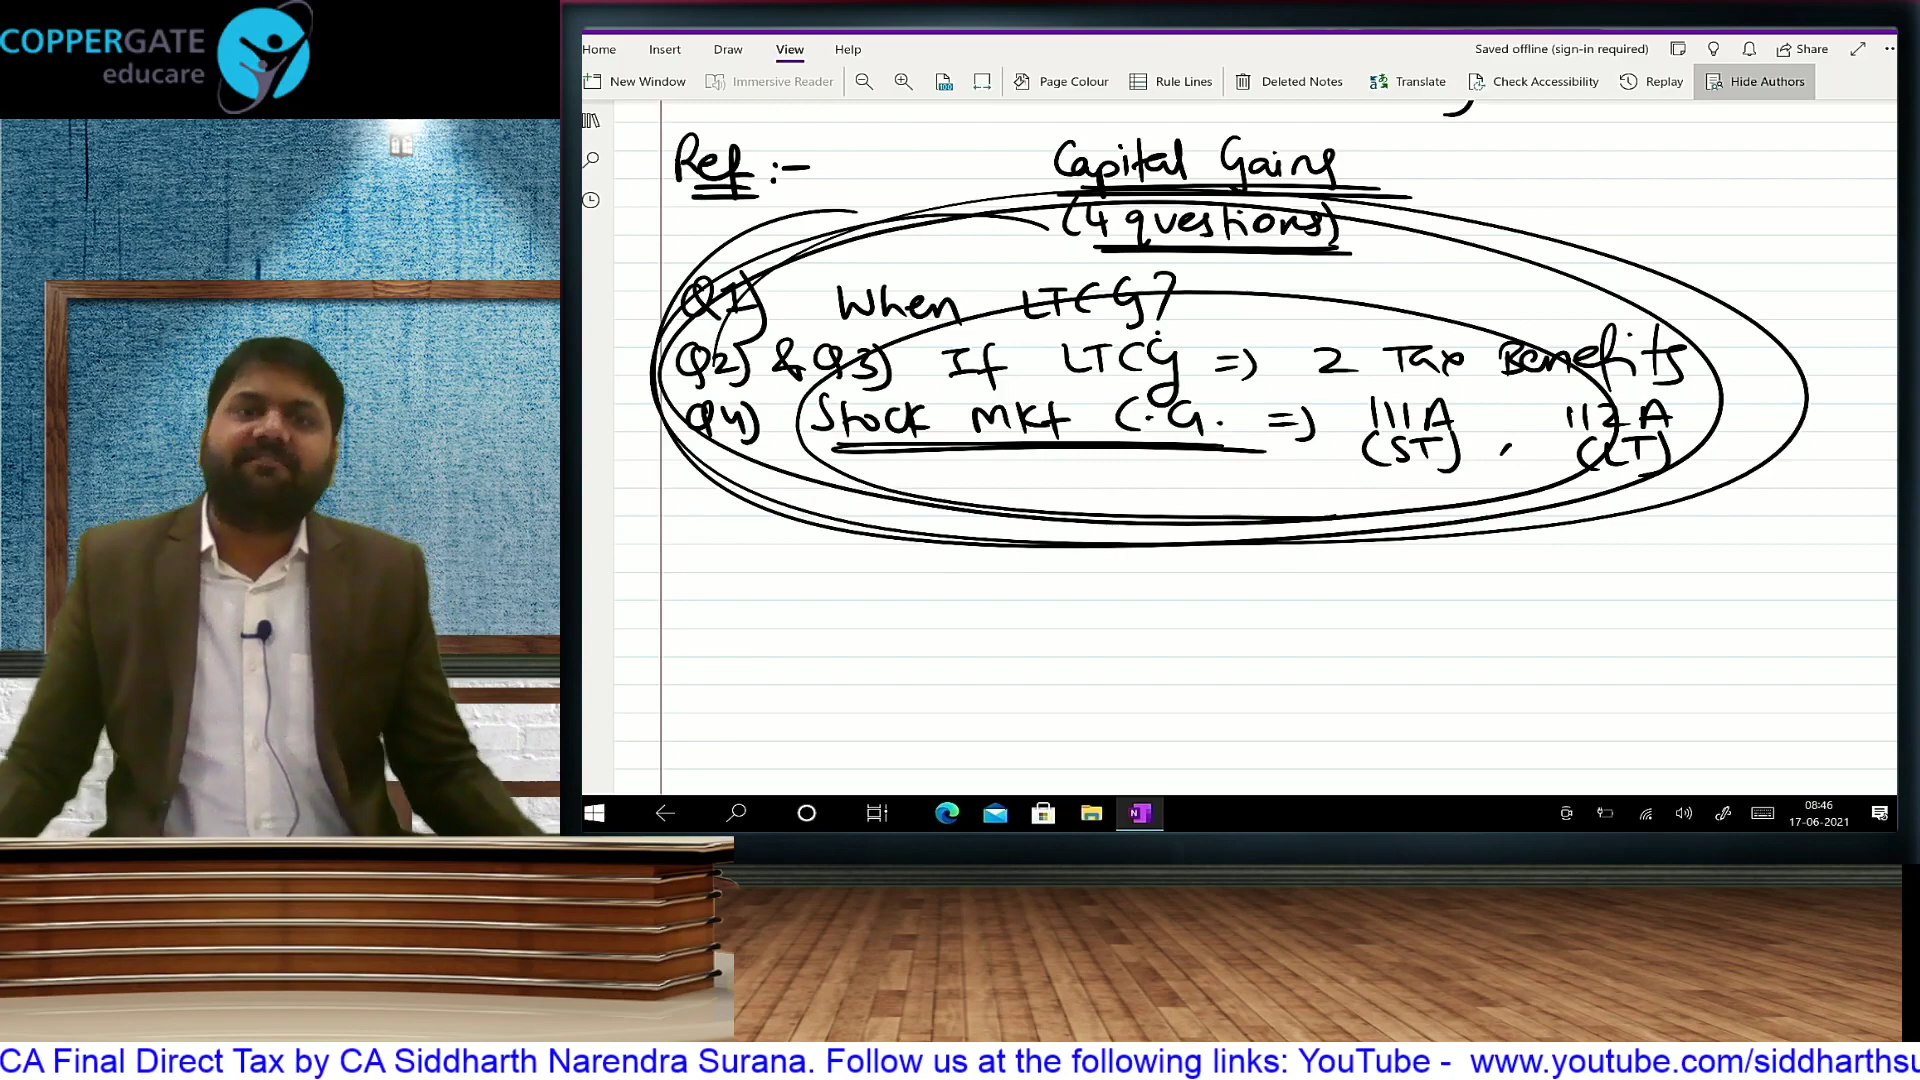 COPPERGATE
educare
Home Insert Draw View Help Saved offline (sign-in required) Share
New Window Immersive Reader Page Colour Rule Lines Deleted Notes Translate Check Accessibility Replay Hide Authors
Ref :- Capital Gains
(4 questions)
Q1) When LTCG?
Q2) & Q3) If LTCG => 2 Tax Benefits
Q4) Stock Mkt C.G. => 111A , 112A
(ST) (LT)
08:46
17-06-2021
CA Final Direct Tax by CA Siddharth Narendra Surana. Follow us at the following links: YouTube - www.youtube.com/siddharthsu